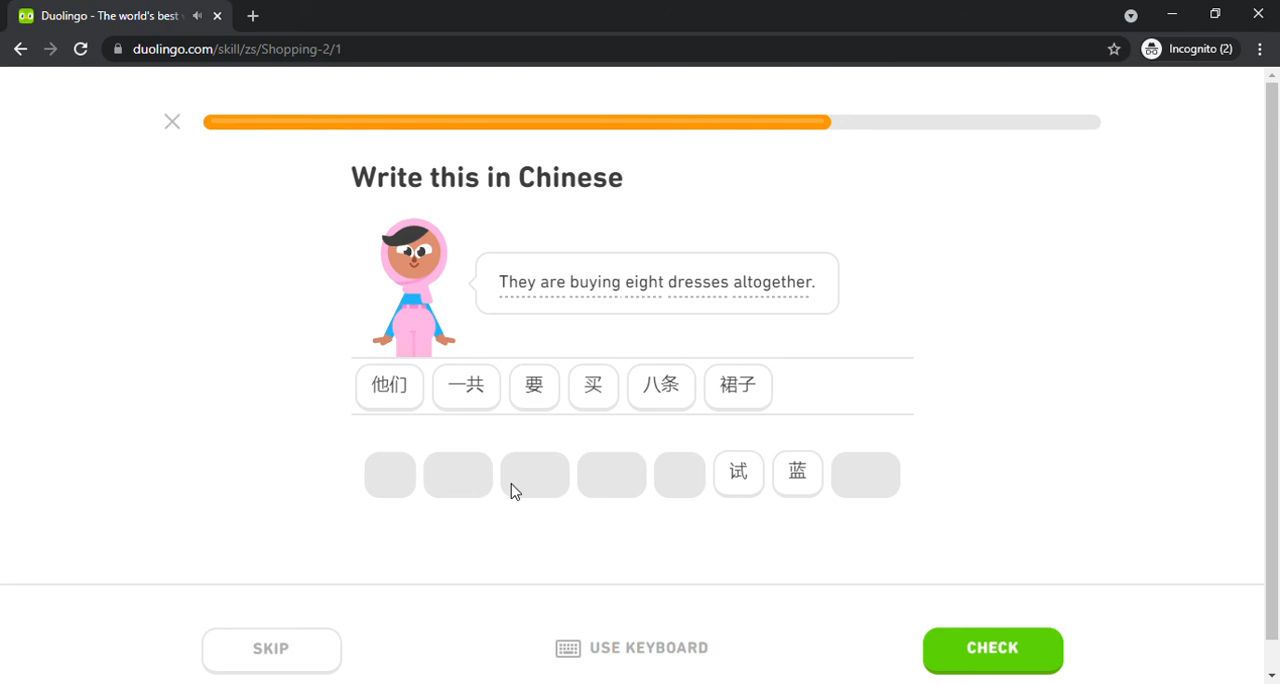 Duolingo - The world's best
duolingo.com/skill/zs/Shopping-2/1
Incognito (2)
Write this in Chinese
They are buying eight dresses altogether.
他们 一共 要 买 八条 裙子
试 蓝
SKIP
USE KEYBOARD
CHECK